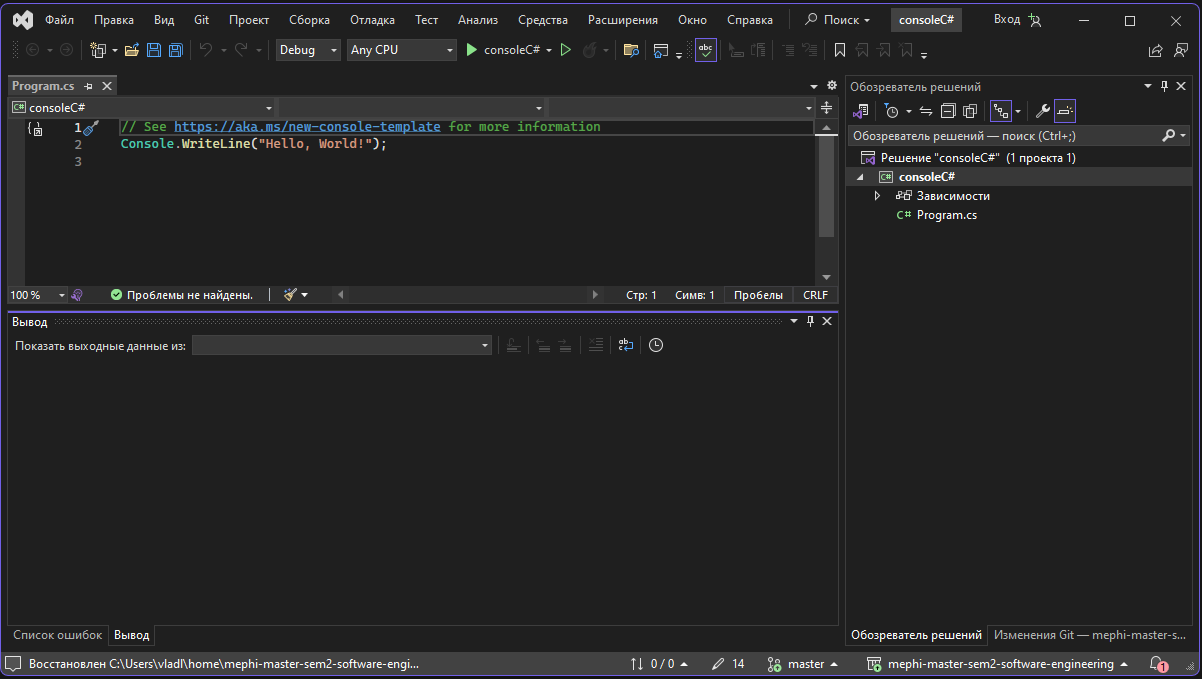 Файл Правка Вид Git Проект Сборка Отладка Тест Анализ Средства Расширения Окно Справка Поиск consoleC# Вход
Debug Any CPU consoleC# abc
Program.cs
consoleC#
1 // See https://aka.ms/new-console-template for more information
2 Console.WriteLine("Hello, World!");
3
100 % Проблемы не найдены. Стр: 1 Симв: 1 Пробелы CRLF
Вывод
Показать выходные данные из:
Список ошибок Вывод
Обозреватель решений
Обозреватель решений — поиск (Ctrl+;)
Решение "consoleC#" (1 проекта 1)
C# consoleC#
Зависимости
C# Program.cs
Обозреватель решений Изменения Git — mephi-master-s...
Восстановлен C:\Users\vladl\home\mephi-master-sem2-software-engi... 0 / 0 14 master mephi-master-sem2-software-engineering 1